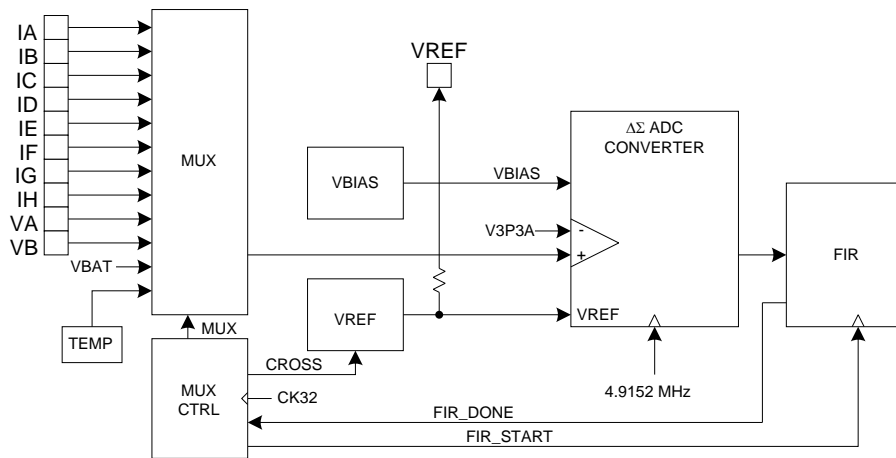 IA
IB
IC
ID
IE
IF
IG
IH
VA
VB
VBAT
TEMP
MUX
MUX
MUX
CTRL
CROSS
CK32
VREF
VBIAS
VBIAS
V3P3A
-
+
VREF
VREF
ΔΣ ADC
CONVERTER
4.9152 MHz
FIR
FIR_DONE
FIR_START